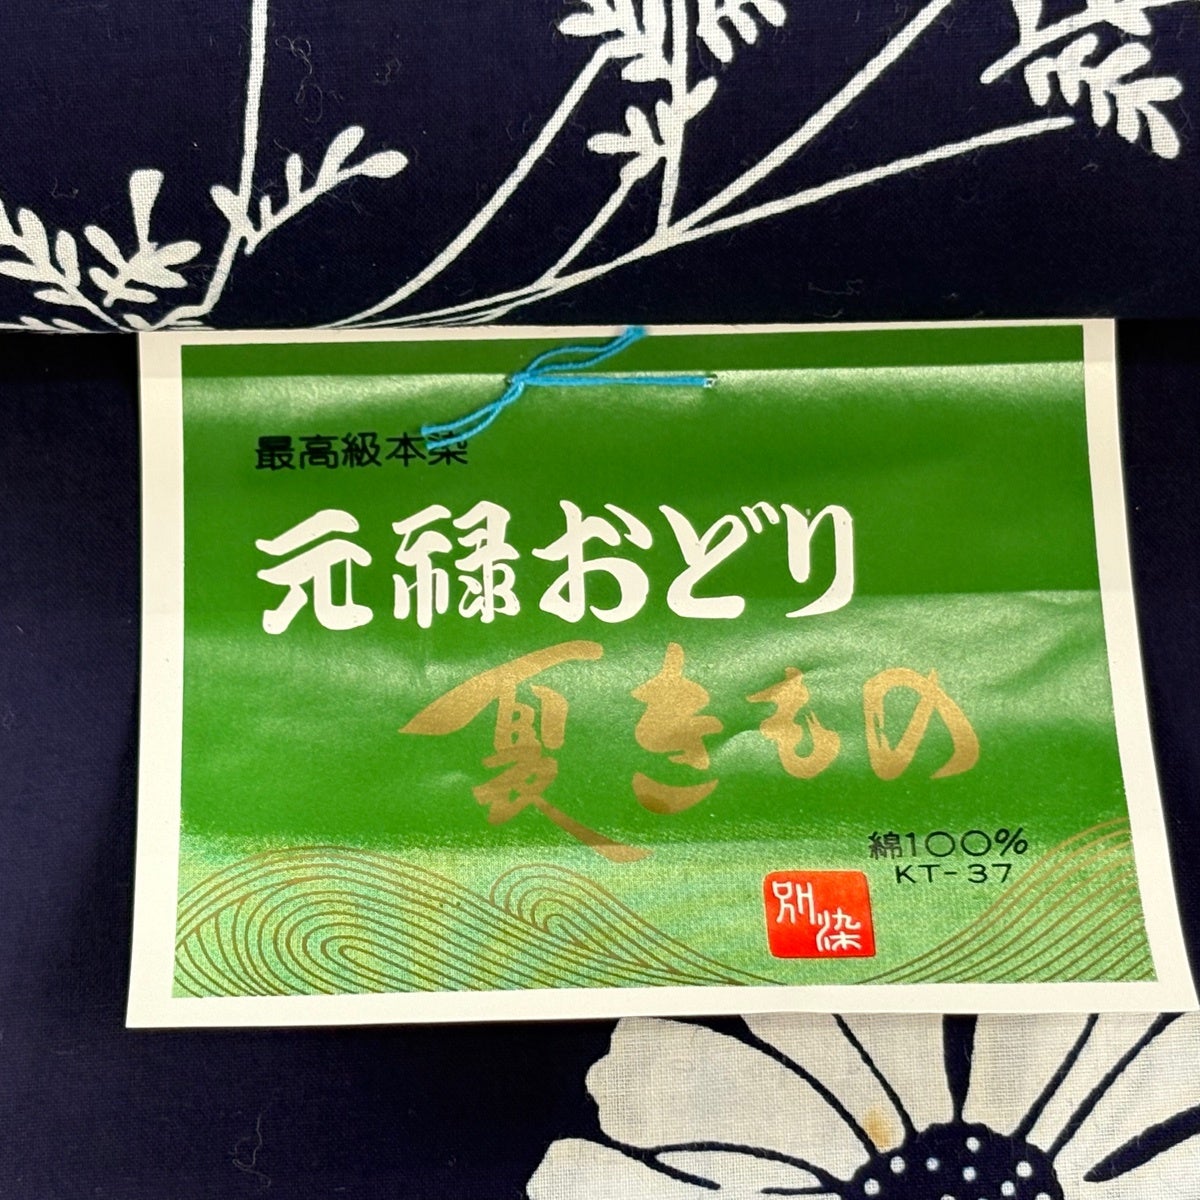 最高級本染
元禄おどり
夏きもの
綿100%
KT-37
別染